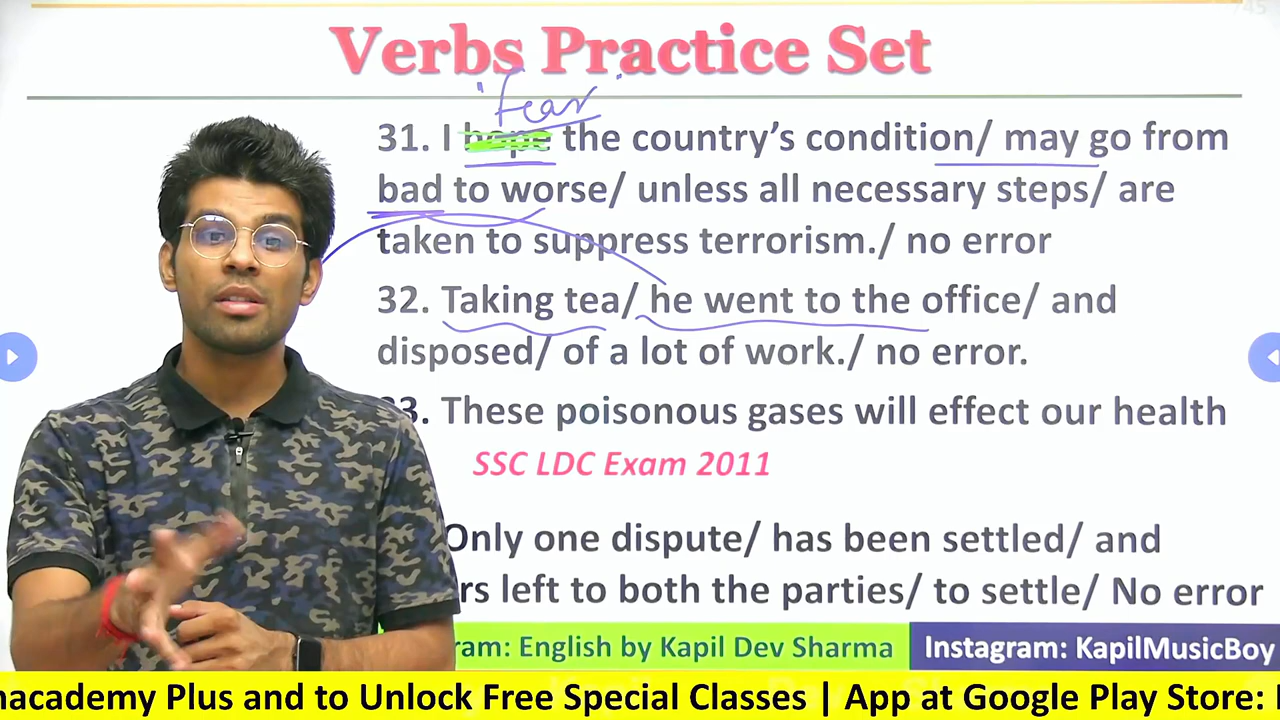 Verbs Practice Set
"fear"
31. I hope the country's condition/ may go from
bad to worse/ unless all necessary steps/ are
taken to suppress terrorism./ no error
32. Taking tea/ he went to the office/ and
disposed/ of a lot of work./ no error.
33. These poisonous gases will effect our health
SSC LDC Exam 2011
Only one dispute/ has been settled/ and
rs left to both the parties/ to settle/ No error
ram: English by Kapil Dev Sharma
Instagram: KapilMusicBoy
nacademy Plus and to Unlock Free Special Classes | App at Google Play Store: